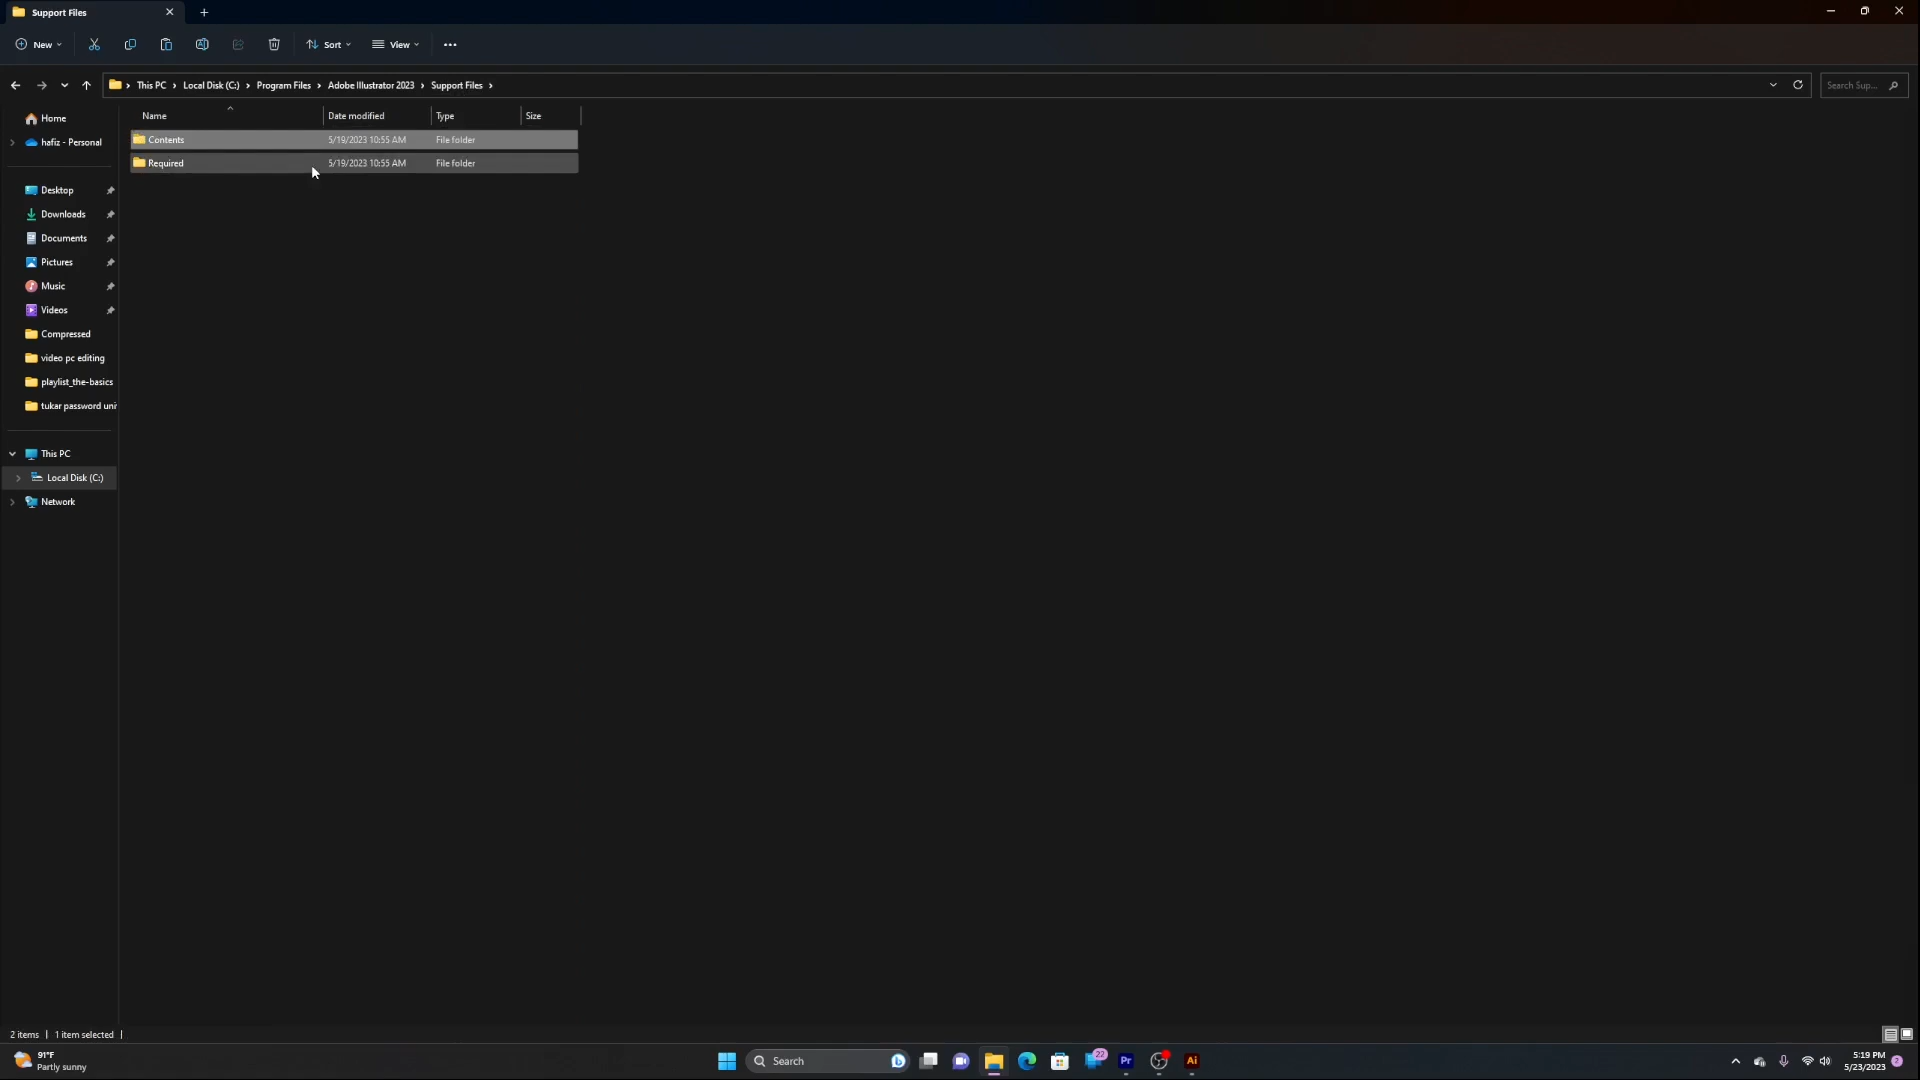 Support Files
New
Sort
View
This PC
Local Disk (C:)
Program Files
Adobe Illustrator 2023
Support Files
Search Sup...
Name
Date modified
Type
Size
Contents
5/19/2023 10:55 AM
File folder
Required
5/19/2023 10:55 AM
File folder
Home
hafiz - Personal
Desktop
Downloads
Documents
Pictures
Music
Videos
Compressed
video pc editing
playlist_the-basics
tukar password uni
This PC
Local Disk (C:)
Network
2 items
1 item selected
91°F
Partly sunny
Search
22
Pr
Ai
5:19 PM
5/23/2023
2